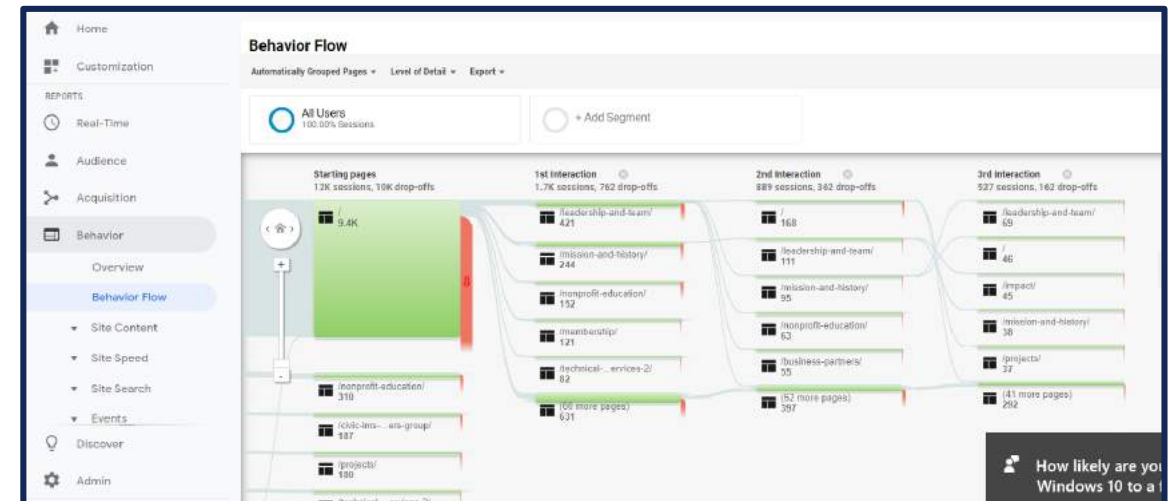 Home
Customization
REPORTS
Real-Time
Audience
Acquisition
Behavior
Overview
Behavior Flow
Site Content
Site Speed
Site Search
Events
Discover
Admin
Behavior Flow
Automatically Grouped Pages
Level of Detail
Export
All Users
100.00% Sessions
+ Add Segment
Starting pages
12K sessions, 10K drop-offs
/
9.4K
/nonprofit-education/
310
187
/projects/
180
1st Interaction
1.7K sessions, 762 drop-offs
/leadership-and-team/
421
/mission-and-history/
244
/nonprofit-education/
152
/membership/
121
/technical-... ervices-2/
82
(66 more pages)
631
2nd Interaction
889 sessions, 362 drop-offs
/
168
/leadership-and-team/
111
/mission-and-history/
95
/nonprofit-education/
63
/business-partners/
55
(52 more pages)
397
3rd Interaction
527 sessions, 162 drop-offs
/leadership-and-team/
69
/
46
/impact/
45
/mission-and-history/
38
/projects/
37
(41 more pages)
292
How likely are you
Windows 10 to a